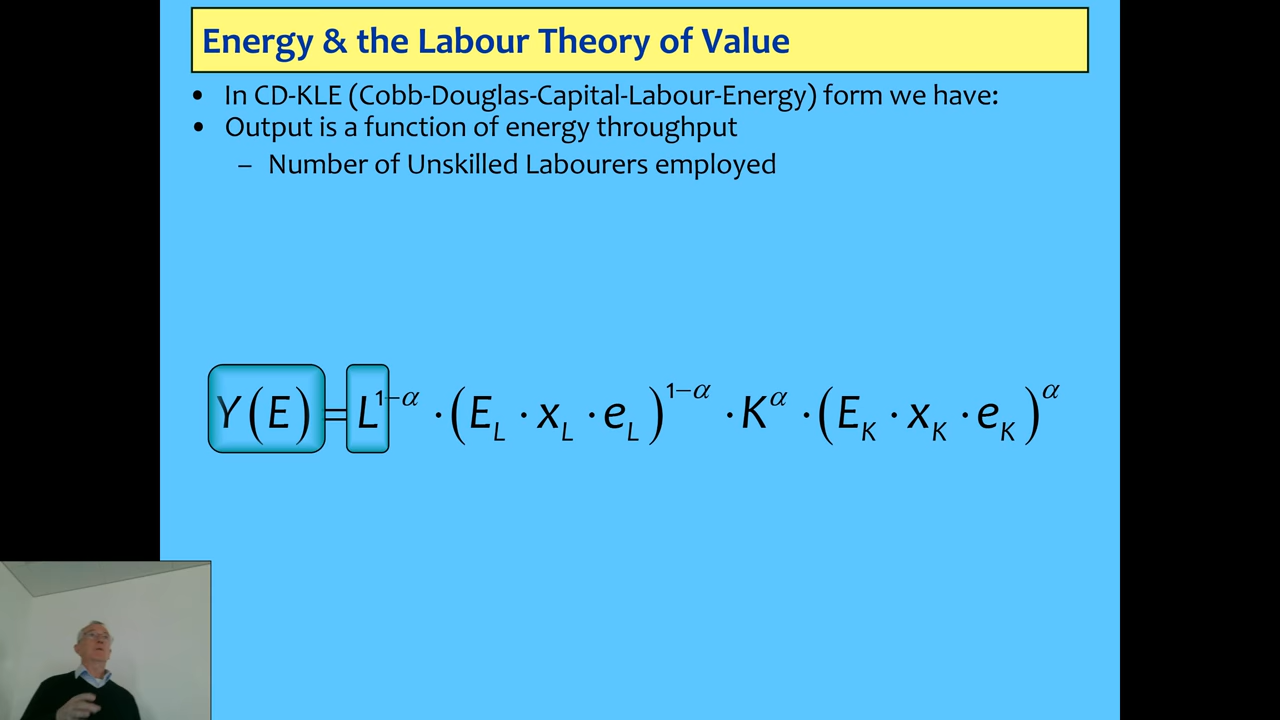 Energy & the Labour Theory of Value
• In CD-KLE (Cobb-Douglas-Capital-Labour-Energy) form we have:
• Output is a function of energy throughput
– Number of Unskilled Labourers employed
Y(E)=L^{1−α}·(E_L·x_L·e_L)^{1−α}·K^α·(E_K·x_K·e_K)^α